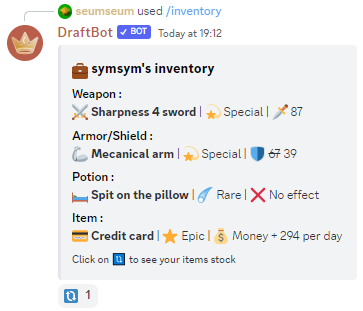 seumseum used /inventory
DraftBot ✓ BOT Today at 19:12
symsym's inventory
Weapon :
Sharpness 4 sword | Special | 87
Armor/Shield :
Mecanical arm | Special | 67 39
Potion :
Spit on the pillow | Rare | No effect
Item :
Credit card | Epic | Money + 294 per day
Click on to see your items stock
1